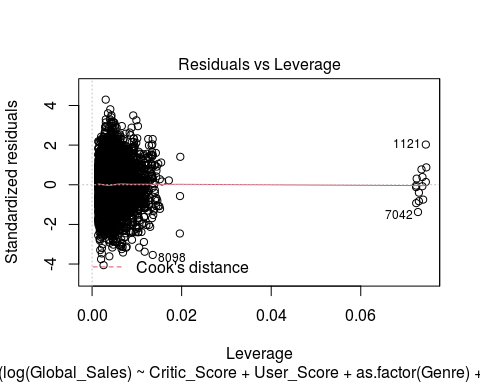 Residuals vs Leverage
Standardized residuals
4
2
0
-2
-4
1121
7042
8098
Cook's distance
0.00
0.02
0.04
0.06
Leverage
(log(Global_Sales) ~ Critic_Score + User_Score + as.factor(Genre) +